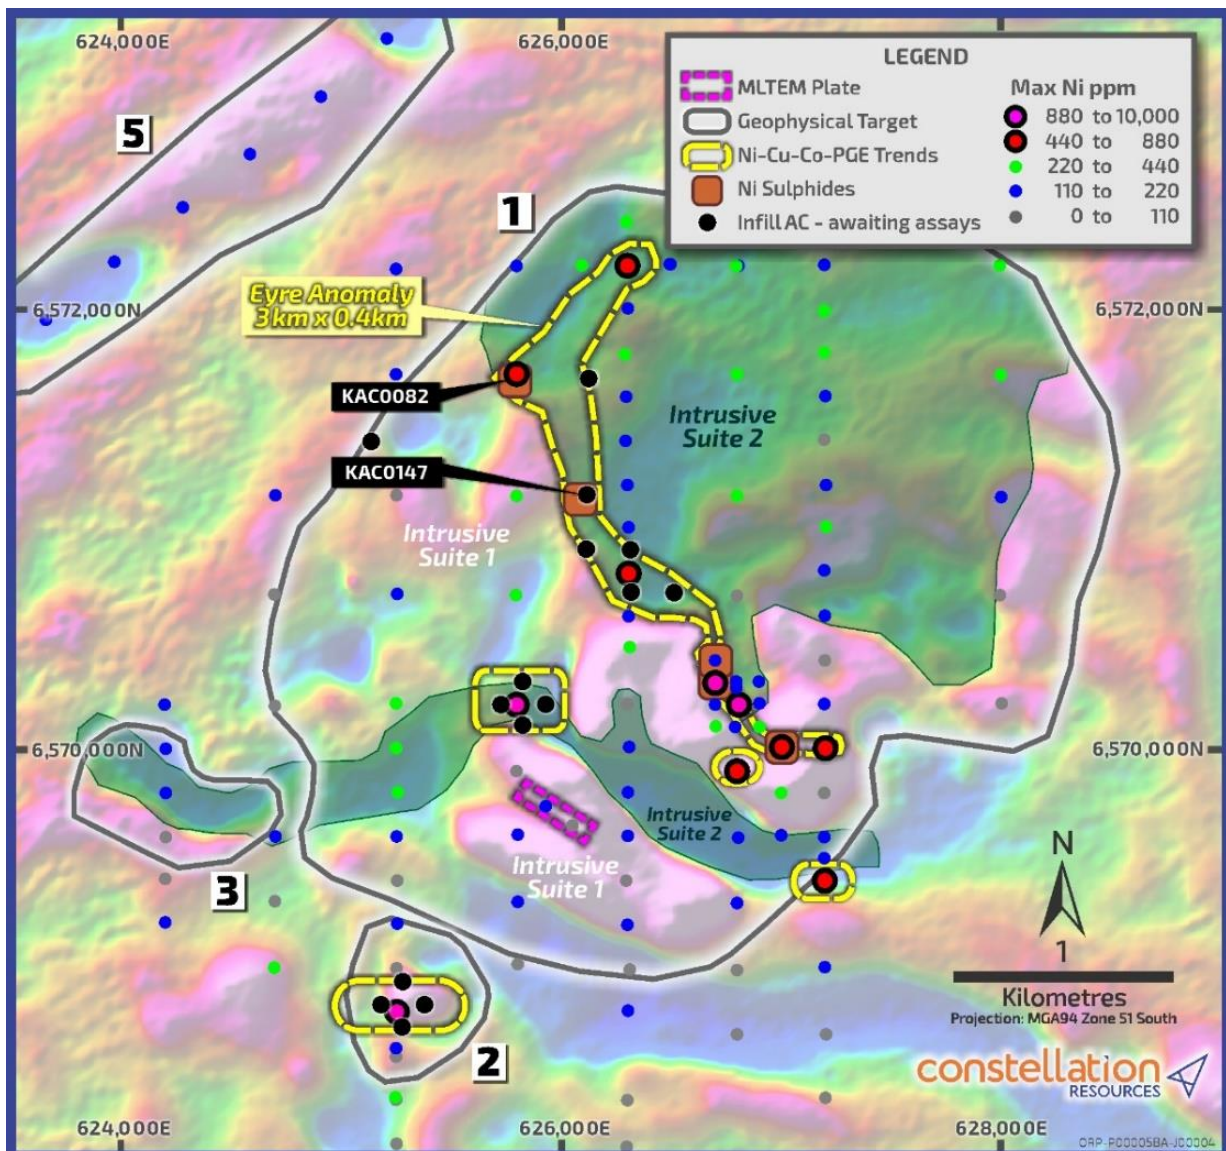 624,000E
626,000E
LEGEND
MLTEM Plate
Geophysical Target
Ni-Cu-Co-PGE Trends
Ni Sulphides
Infill AC - awaiting assays
Max Ni ppm
880 to 10,000
440 to 880
220 to 440
110 to 220
0 to 110
5
1
Eyre Anomaly
3km x 0.4km
6,572,000N
6,572,000N
KAC0082
Intrusive
Suite 2
KAC0147
Intrusive
Suite 1
6,570,000N
6,570,000N
Intrusive
Suite 2
Intrusive
Suite 1
3
N
1
Kilometres
Projection: MGA94 Zone 51 South
2
constellation
RESOURCES
624,000E
626,000E
628,000E
ORP-P00005BA-J00004